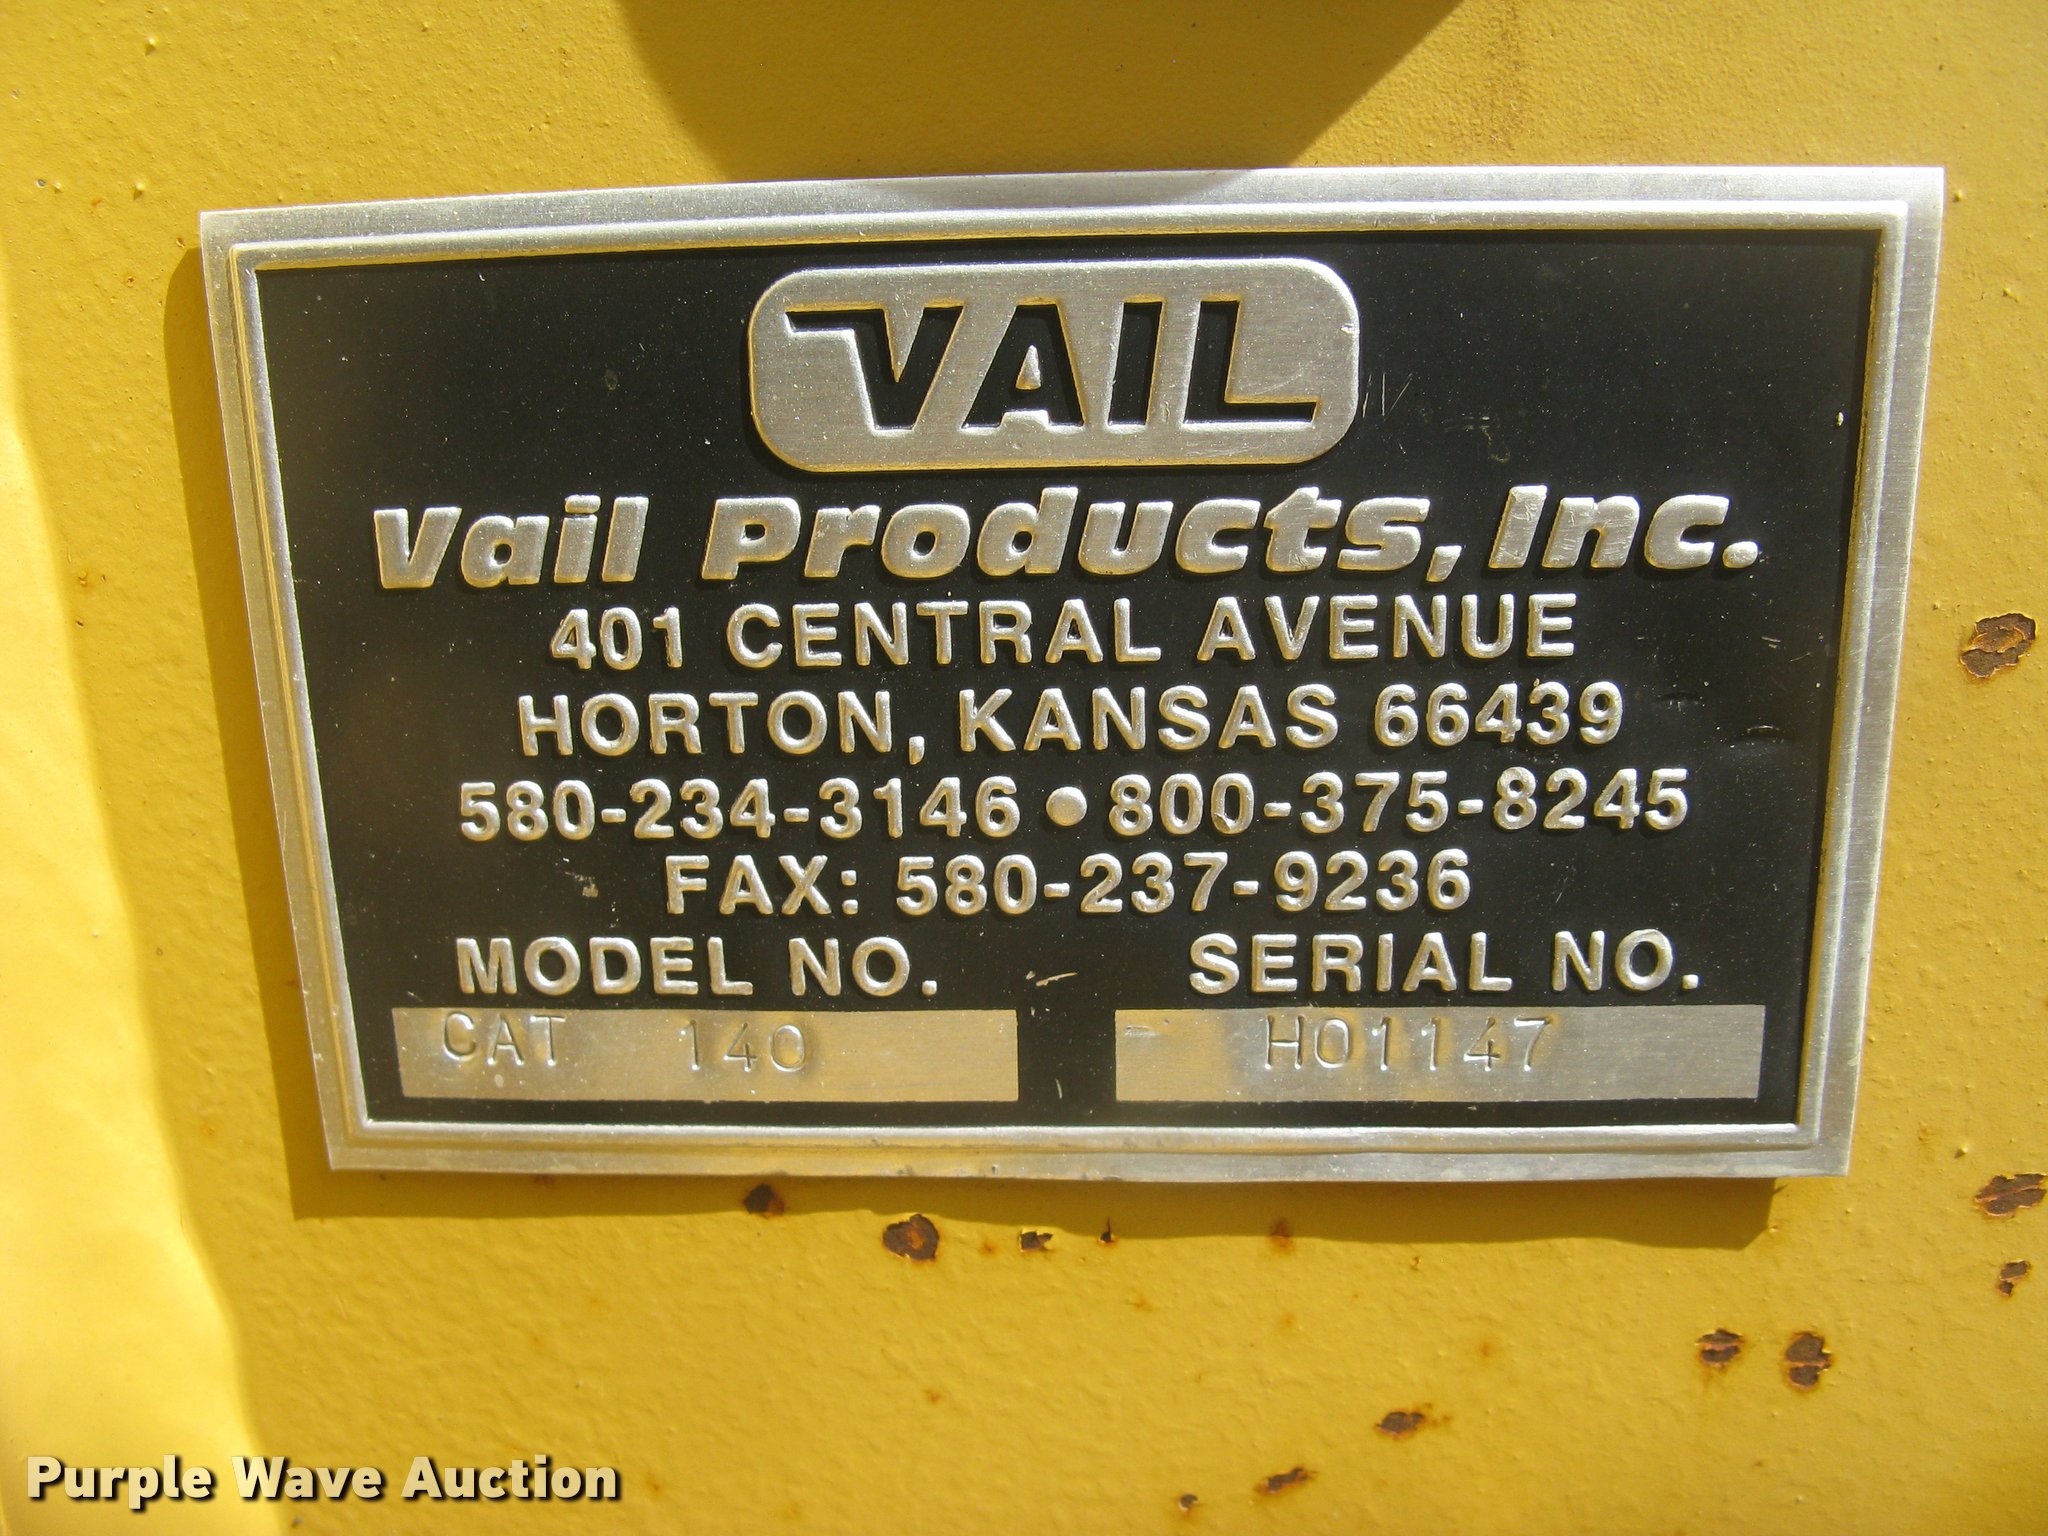 VAIL
Vail Products, Inc.
401 CENTRAL AVENUE
HORTON, KANSAS 66439
580-234-3146 • 800-375-8245
FAX: 580-237-9236
MODEL NO. SERIAL NO.
CAT 140 H01147
Purple Wave Auction